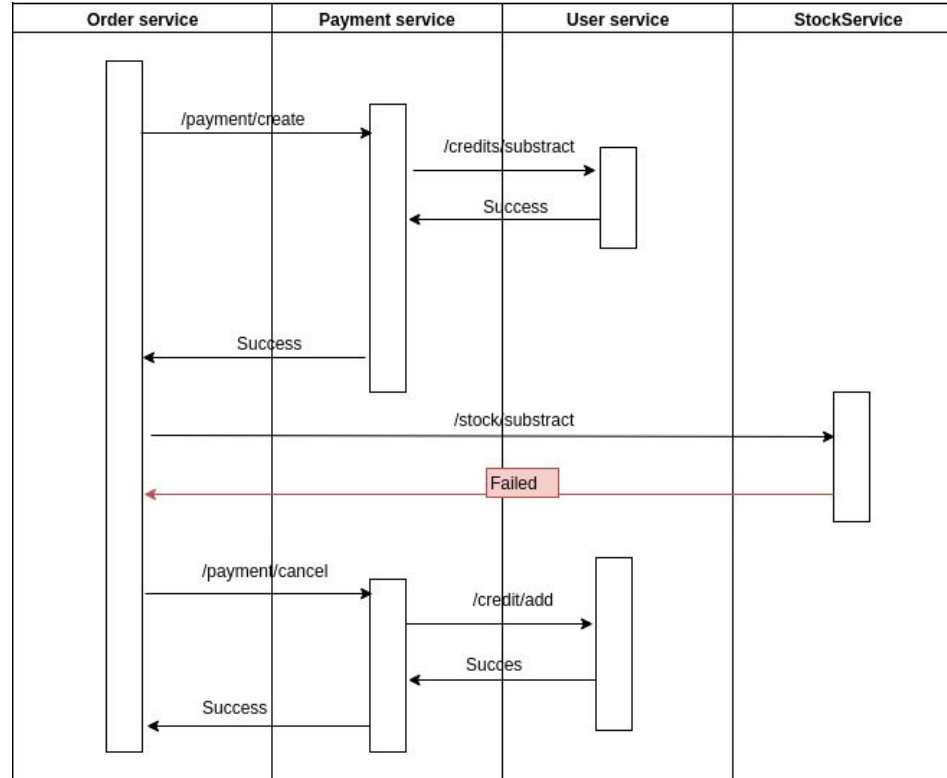 Order service
Payment service
User service
StockService
/payment/create
/credits/substract
Success
Success
/stock/substract
Failed
/payment/cancel
/credit/add
Succes
Success